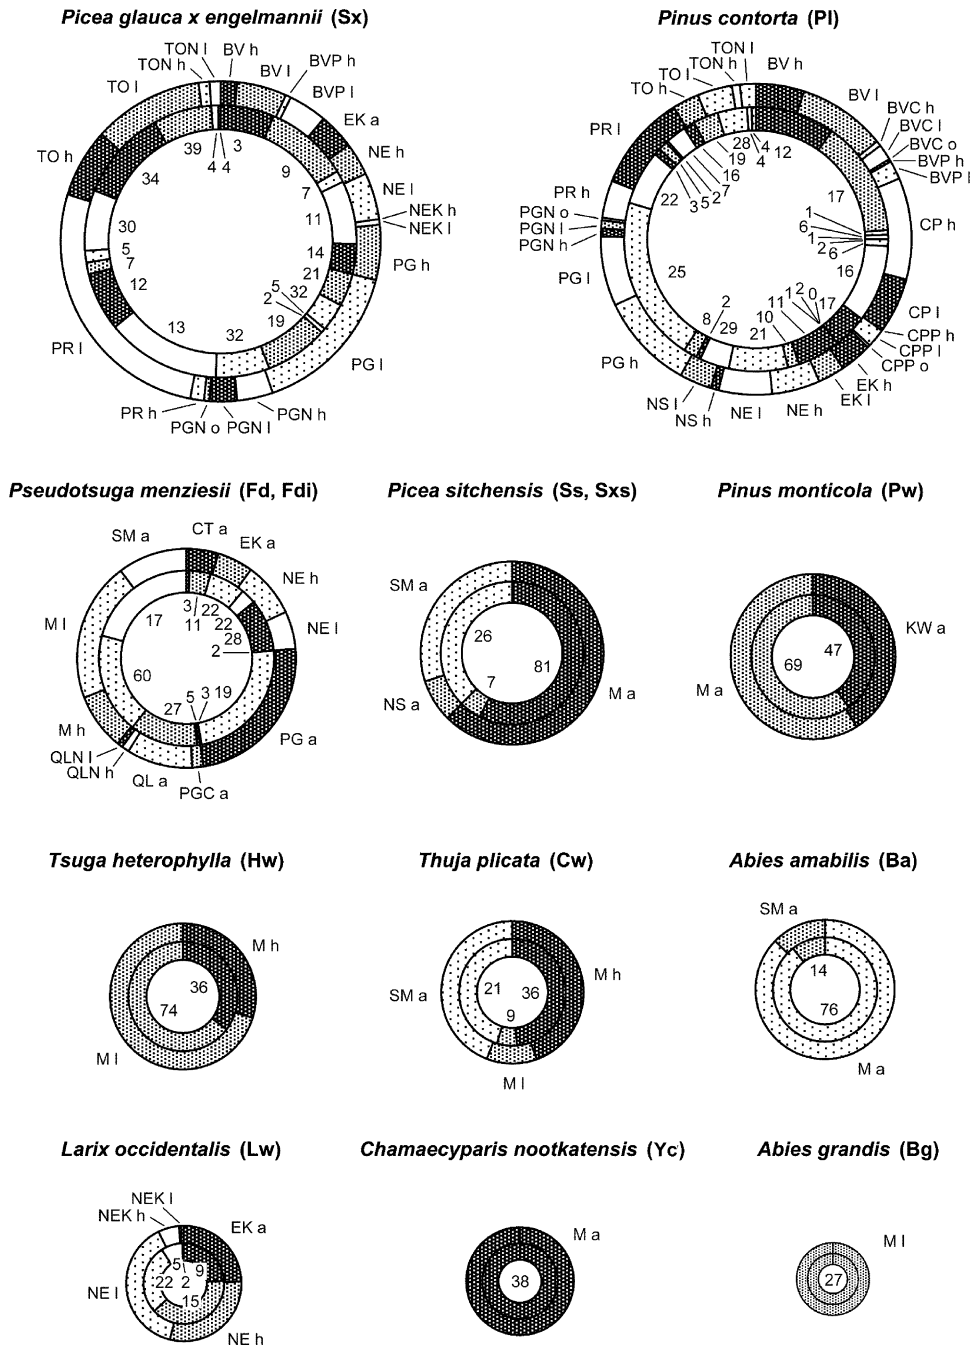 Picea glauca x engelmannii (Sx)
Pinus contorta (Pl)
TON l
BV h
TON h
BV l
BVP h
TO l
BVP l
EK a
NE h
TO h
NE l
NEK h
NEK l
PG h
PR l
PG l
PR h
PGN o
PGN l
PGN h
39
4
4
3
9
34
7
30
11
5
14
7
21
12
5
32
2
19
13
32
TON l
TON h
BV h
TO l
TO h
BV l
BVC h
BVC l
BVC o
BVP h
BVP l
PR l
PR h
CP h
PGN o
PGN l
PGN h
PG l
CP l
CPP h
CPP l
CPP o
EK h
EK l
PG h
NS l
NS h
NE l
NE h
28
4
4
12
19
16
7
2
5
3
22
17
1
6
1
2
6
16
25
2
8
29
21
10
11
1
2
0
17
Pseudotsuga menziesii (Fd, Fdi)
Picea sitchensis (Ss, Sxs)
Pinus monticola (Pw)
SM a
CT a
EK a
NE h
M l
NE l
M h
QLN l
QLN h
QL a
PGC a
PG a
17
3
11
22
22
28
2
60
27
5
3
19
SM a
NS a
M a
26
7
81
KW a
M a
47
69
Tsuga heterophylla (Hw)
Thuja plicata (Cw)
Abies amabilis (Ba)
M h
36
74
M l
SM a
M h
21
36
9
M l
SM a
14
76
M a
Larix occidentalis (Lw)
Chamaecyparis nootkatensis (Yc)
Abies grandis (Bg)
NEK l
NEK h
EK a
5
9
22
2
15
NE l
NE h
M a
38
M l
27